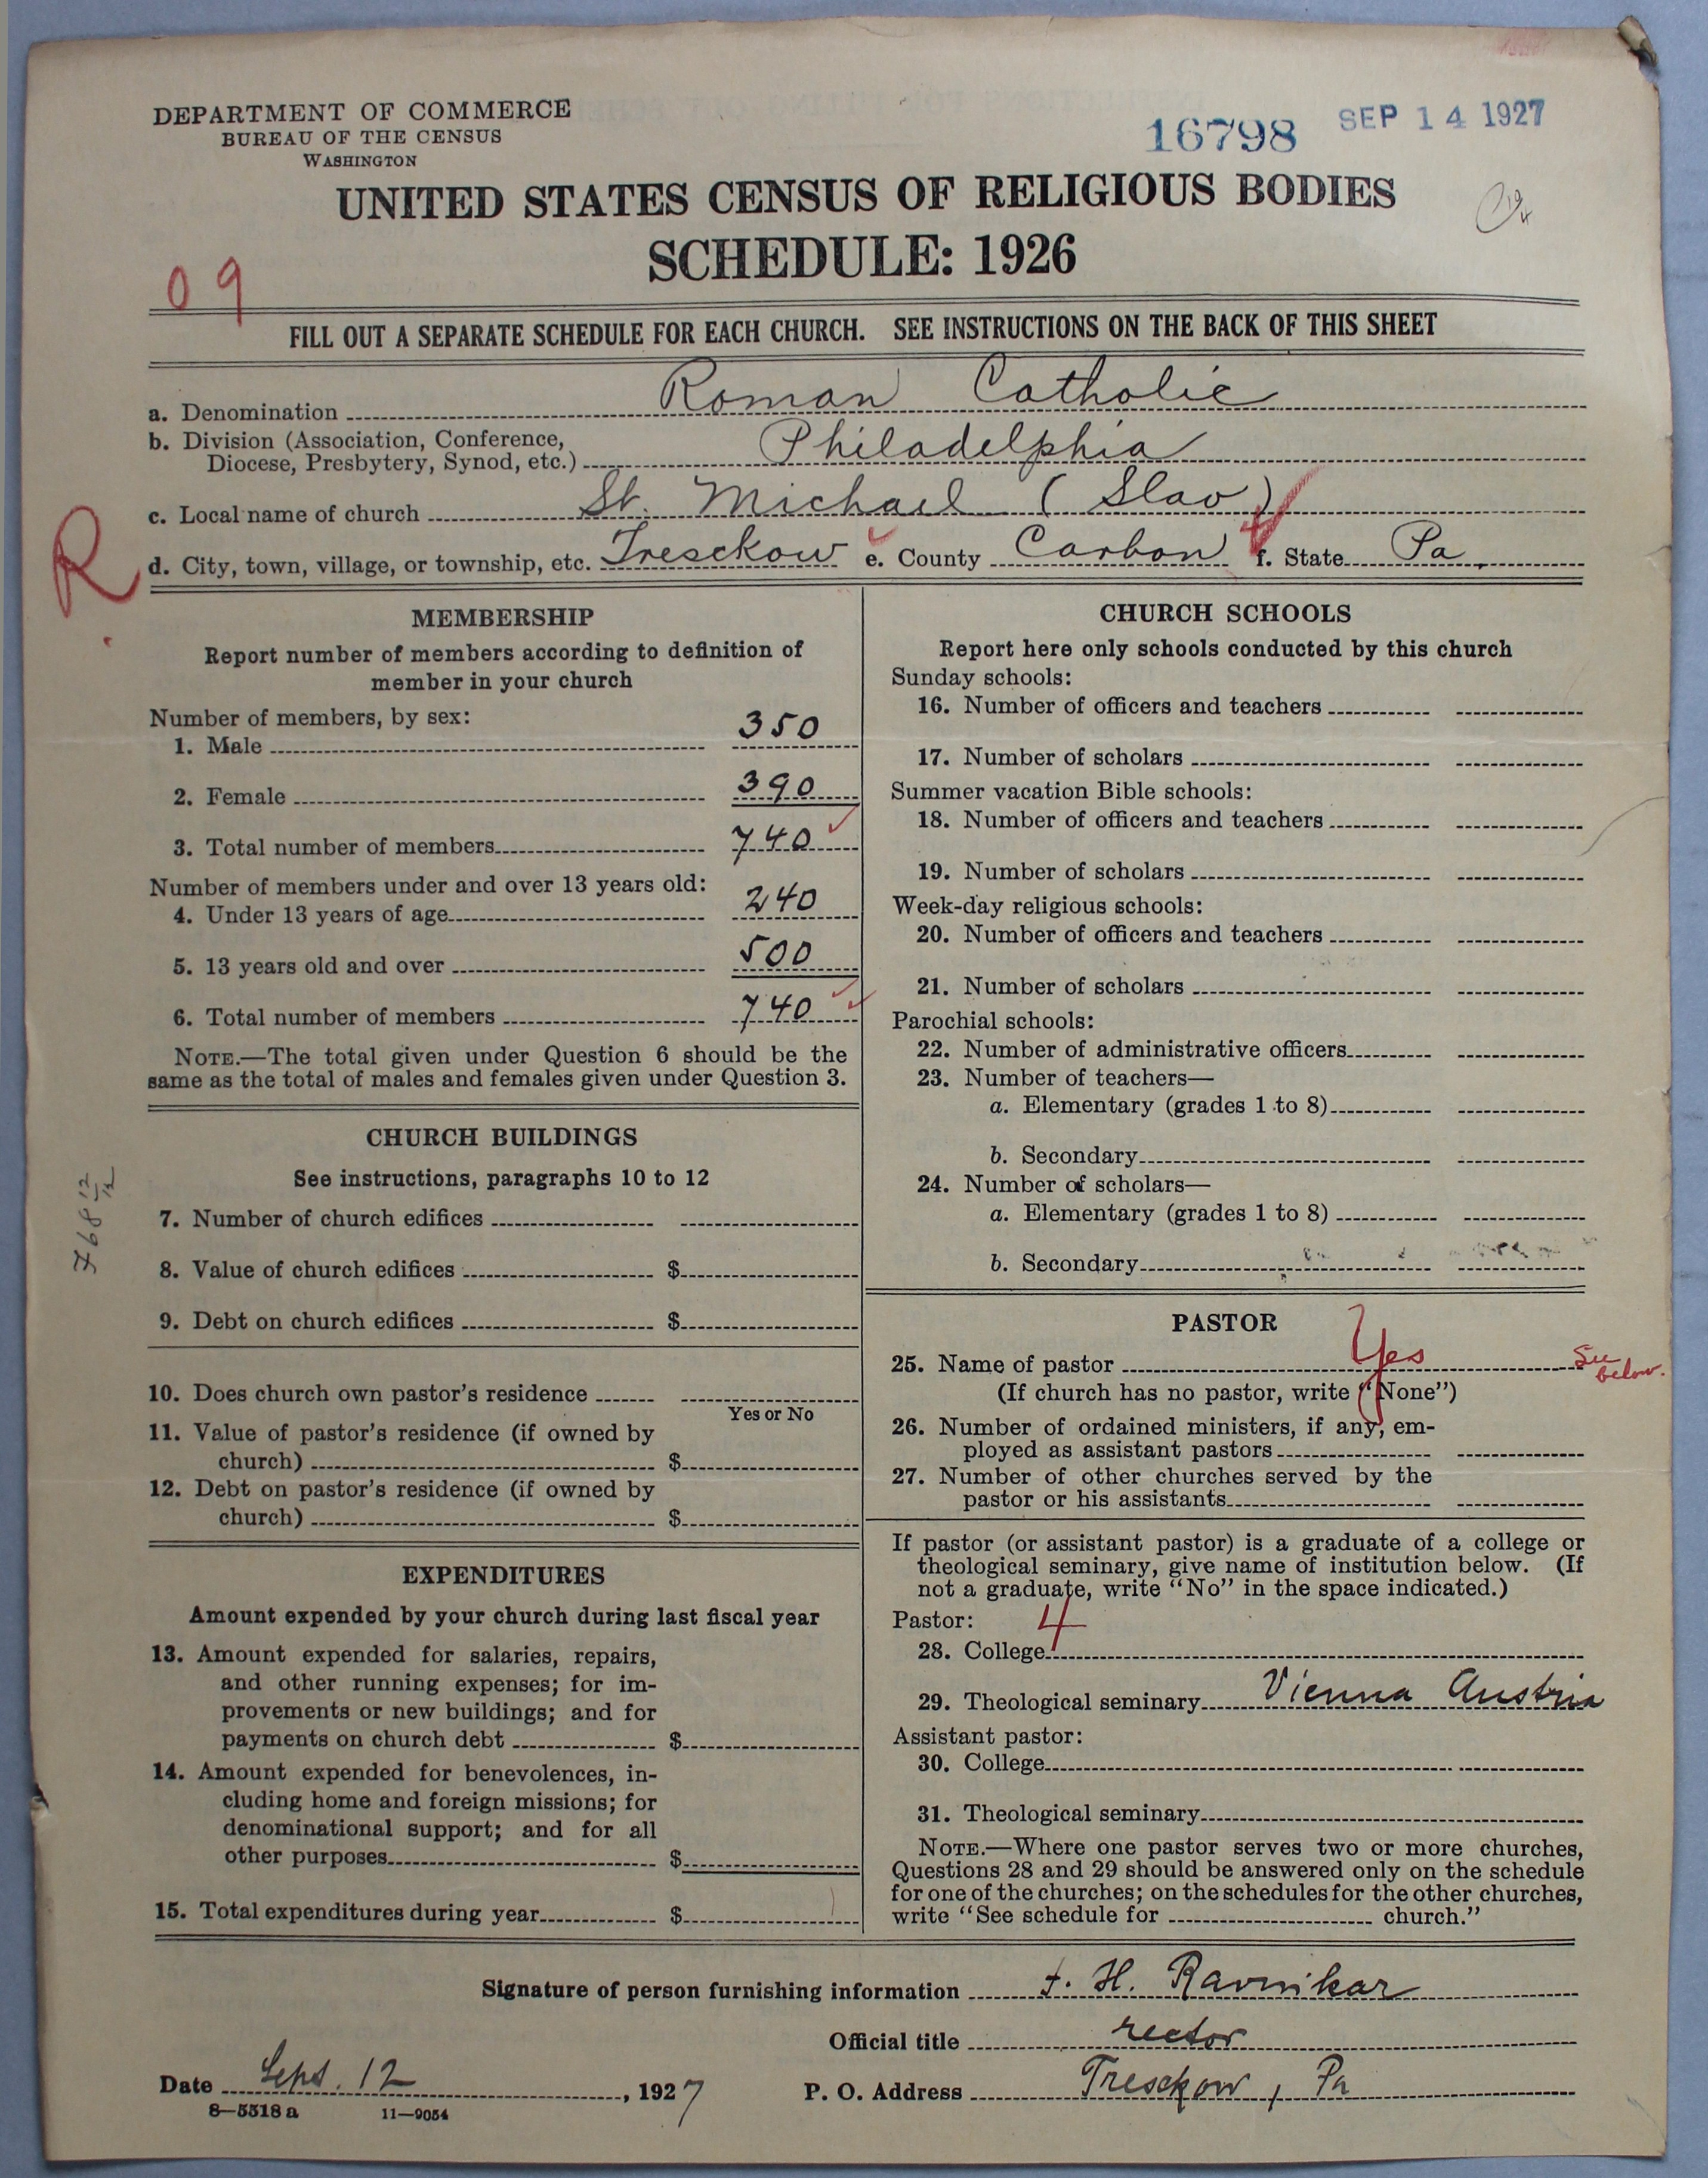 DEPARTMENT OF COMMERCE
BUREAU OF THE CENSUS
WASHINGTON
16798 SEP 14 1927
UNITED STATES CENSUS OF RELIGIOUS BODIES
SCHEDULE: 1926
09
FILL OUT A SEPARATE SCHEDULE FOR EACH CHURCH. SEE INSTRUCTIONS ON THE BACK OF THIS SHEET
a. Denomination Roman Catholic
b. Division (Association, Conference,
Diocese, Presbytery, Synod, etc.) Philadelphia
c. Local name of church St. Michael (Slav)
R
d. City, town, village, or township, etc. Tresckow e. County Carbon f. State Pa.
MEMBERSHIP
Report number of members according to definition of
member in your church
Number of members, by sex:
1. Male 350
2. Female 390
3. Total number of members 740
Number of members under and over 13 years old:
4. Under 13 years of age 240
5. 13 years old and over 500
6. Total number of members 740
NOTE.—The total given under Question 6 should be the
same as the total of males and females given under Question 3.
CHURCH BUILDINGS
See instructions, paragraphs 10 to 12
7. Number of church edifices
8. Value of church edifices $
9. Debt on church edifices $
10. Does church own pastor's residence
Yes or No
11. Value of pastor's residence (if owned by
church) $
12. Debt on pastor's residence (if owned by
church) $
EXPENDITURES
Amount expended by your church during last fiscal year
13. Amount expended for salaries, repairs,
and other running expenses; for im-
provements or new buildings; and for
payments on church debt $
14. Amount expended for benevolences, in-
cluding home and foreign missions; for
denominational support; and for all
other purposes $
15. Total expenditures during year $
CHURCH SCHOOLS
Report here only schools conducted by this church
Sunday schools:
16. Number of officers and teachers
17. Number of scholars
Summer vacation Bible schools:
18. Number of officers and teachers
19. Number of scholars
Week-day religious schools:
20. Number of officers and teachers
21. Number of scholars
Parochial schools:
22. Number of administrative officers
23. Number of teachers—
a. Elementary (grades 1 to 8)
b. Secondary
24. Number of scholars—
a. Elementary (grades 1 to 8)
b. Secondary
PASTOR
25. Name of pastor Yes See below.
(If church has no pastor, write "None")
26. Number of ordained ministers, if any, em-
ployed as assistant pastors
27. Number of other churches served by the
pastor or his assistants
If pastor (or assistant pastor) is a graduate of a college or
theological seminary, give name of institution below. (If
not a graduate, write "No" in the space indicated.)
Pastor: 4
28. College
29. Theological seminary Vienna Austria
Assistant pastor:
30. College
31. Theological seminary
NOTE.—Where one pastor serves two or more churches,
Questions 28 and 29 should be answered only on the schedule
for one of the churches; on the schedules for the other churches,
write "See schedule for church."
Signature of person furnishing information F. H. Ravnikar
Official title rector
Date Sept. 12, 1927 P. O. Address Tresckow, Pa
8—5518 a 11—9054